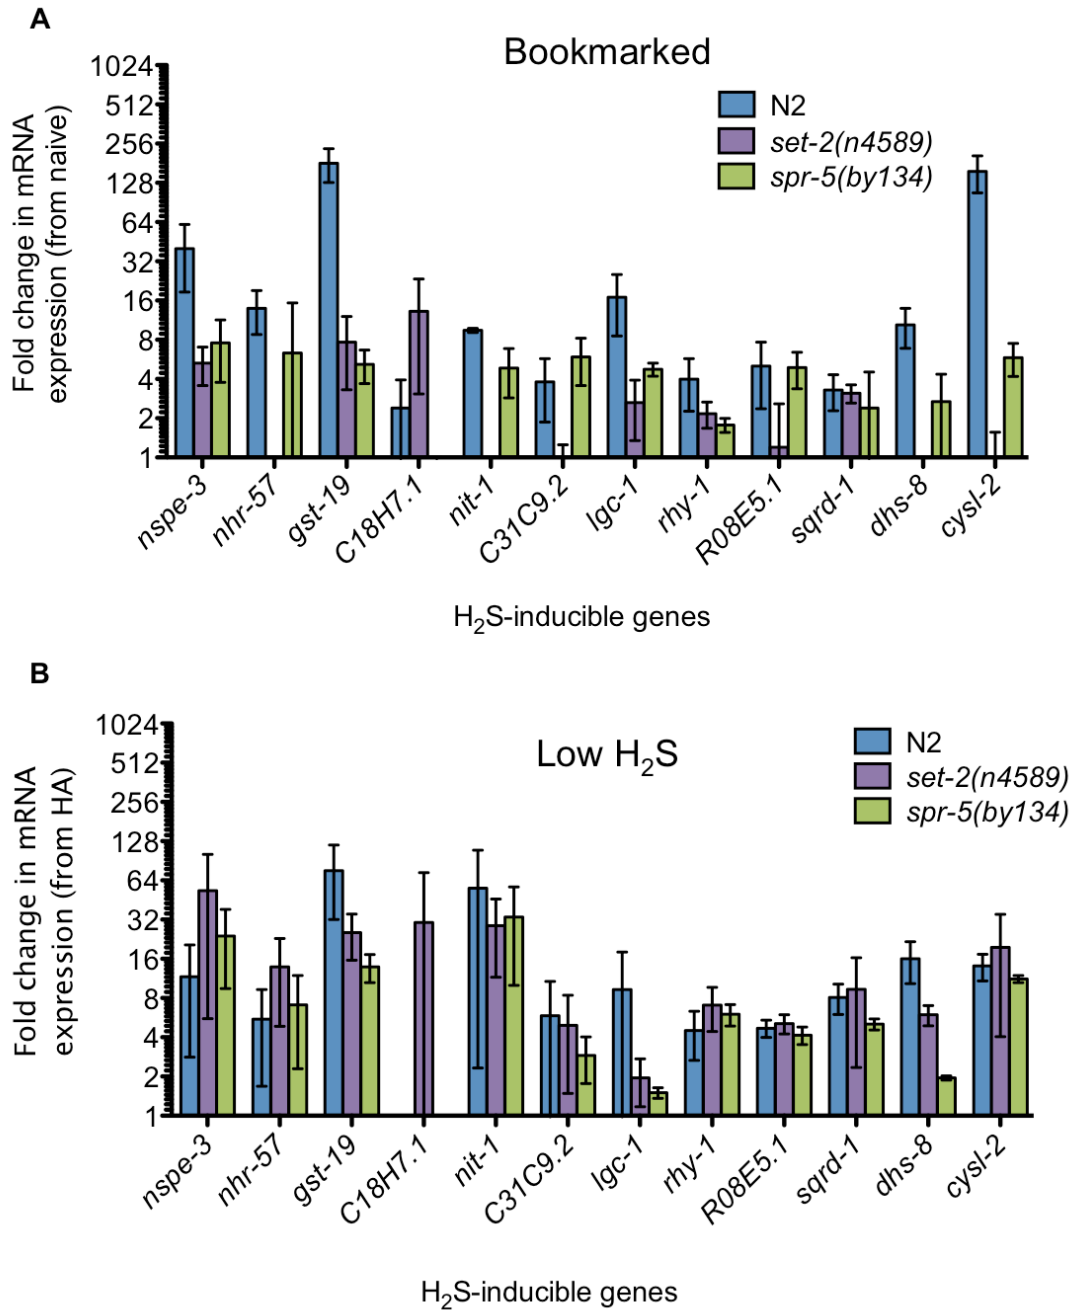 A
Bookmarked
Fold change in mRNA
expression (from naive)
1024
512
256
128
64
32
16
8
4
2
1
N2
set-2(n4589)
spr-5(by134)
nspe-3
nhr-57
gst-19
C18H7.1
nit-1
C31C9.2
lgc-1
rhy-1
R08E5.1
sqrd-1
dhs-8
cysl-2
H₂S-inducible genes
B
Low H₂S
Fold change in mRNA
expression (from HA)
1024
512
256
128
64
32
16
8
4
2
1
N2
set-2(n4589)
spr-5(by134)
nspe-3
nhr-57
gst-19
C18H7.1
nit-1
C31C9.2
lgc-1
rhy-1
R08E5.1
sqrd-1
dhs-8
cysl-2
H₂S-inducible genes